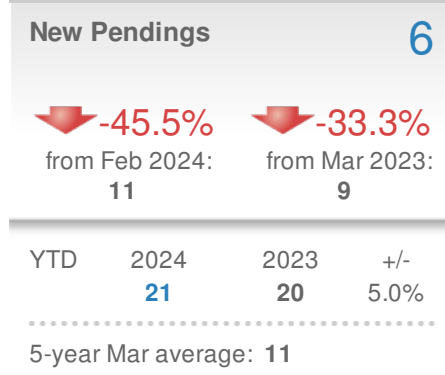 New Pendings 6
-45.5% -33.3%
from Feb 2024: from Mar 2023:
11 9
YTD 2024 2023 +/-
21 20 5.0%
5-year Mar average: 11